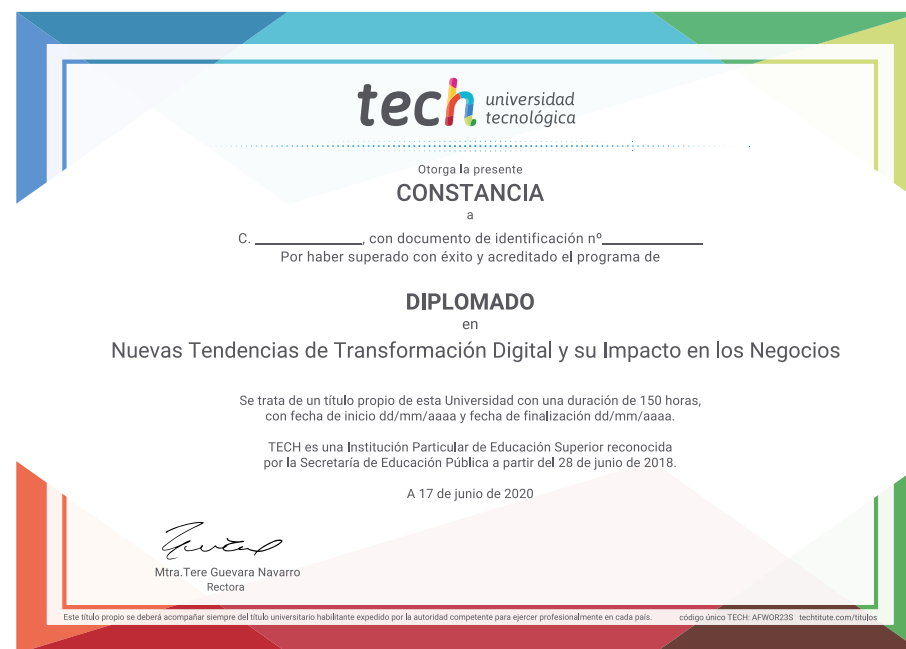 tech universidad
tecnológica
Otorga la presente
CONSTANCIA
a
C. ____________, con documento de identificación nº____________
Por haber superado con éxito y acreditado el programa de
DIPLOMADO
en
Nuevas Tendencias de Transformación Digital y su Impacto en los Negocios
Se trata de un título propio de esta Universidad con una duración de 150 horas,
con fecha de inicio dd/mm/aaaa y fecha de finalización dd/mm/aaaa.
TECH es una Institución Particular de Educación Superior reconocida
por la Secretaría de Educación Pública a partir del 28 de junio de 2018.
A 17 de junio de 2020
Mtra.Tere Guevara Navarro
Rectora
Este título propio se deberá acompañar siempre del título universitario habilitante expedido por la autoridad competente para ejercer profesionalmente en cada país. código único TECH: AFWOR23S techtitute.com/titulos